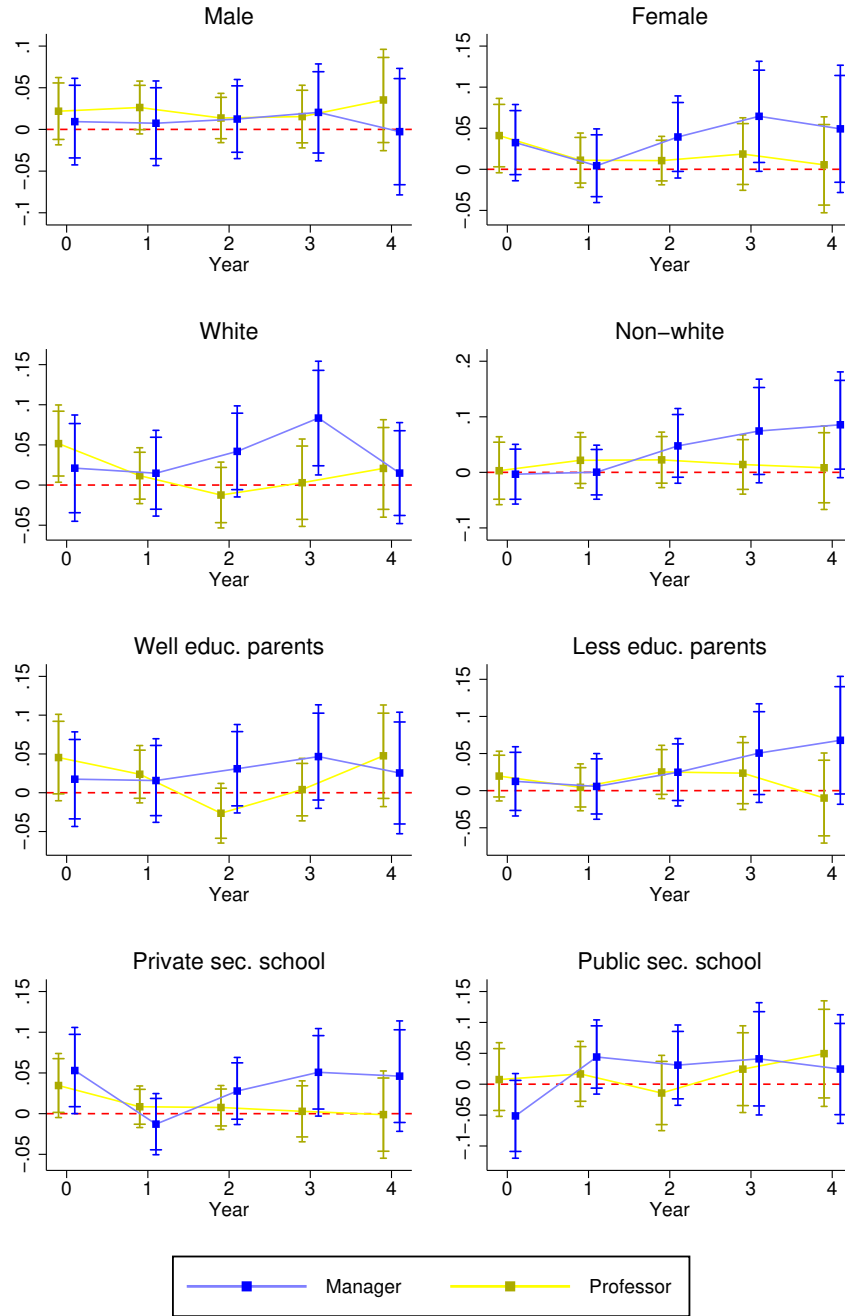 Male
.1
.05
0
-.05
-.1
0 1 2 3 4
Year
Female
.15
.1
.05
0
-.05
0 1 2 3 4
Year
White
.15
.1
.05
0
-.05
0 1 2 3 4
Year
Non-white
.2
.1
0
-.1
0 1 2 3 4
Year
Well educ. parents
.15
.1
.05
0
-.05
0 1 2 3 4
Year
Less educ. parents
.15
.1
.05
0
-.05
0 1 2 3 4
Year
Private sec. school
.15
.1
.05
0
-.05
0 1 2 3 4
Year
Public sec. school
.15
.1
.05
0
-.05
-.1
0 1 2 3 4
Year
Manager Professor